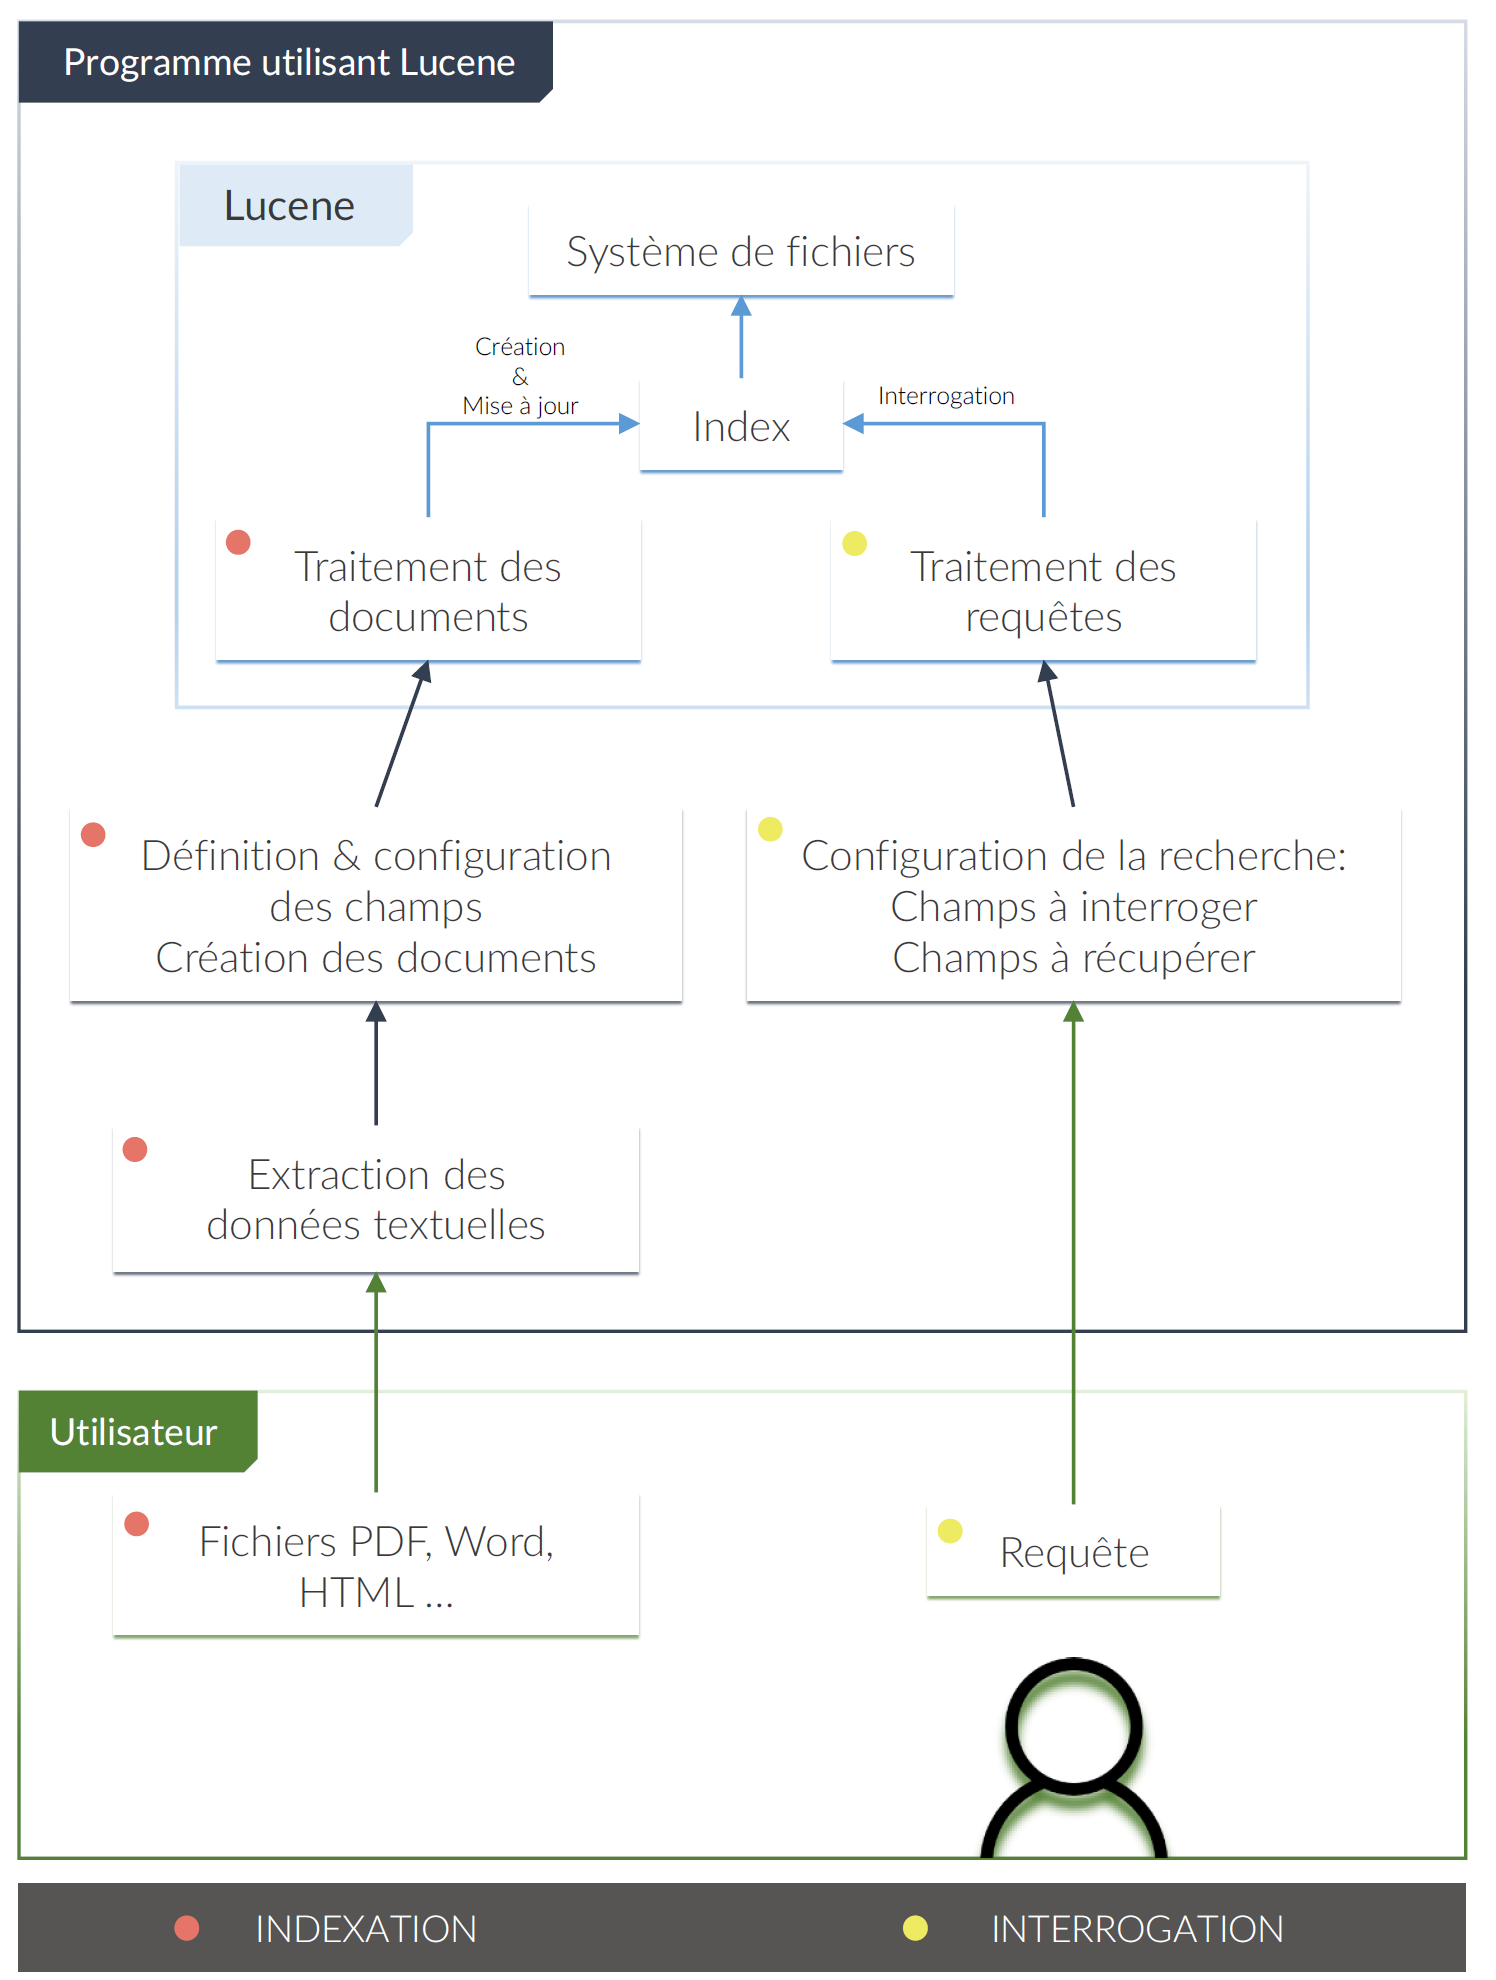 Programme utilisant Lucene
Lucene
Système de fichiers
Création
&
Mise à jour
Interrogation
Index
Traitement des
documents
Traitement des
requêtes
Définition & configuration
des champs
Création des documents
Configuration de la recherche:
Champs à interroger
Champs à récupérer
Extraction des
données textuelles
Utilisateur
Fichiers PDF, Word,
HTML ...
Requête
INDEXATION
INTERROGATION